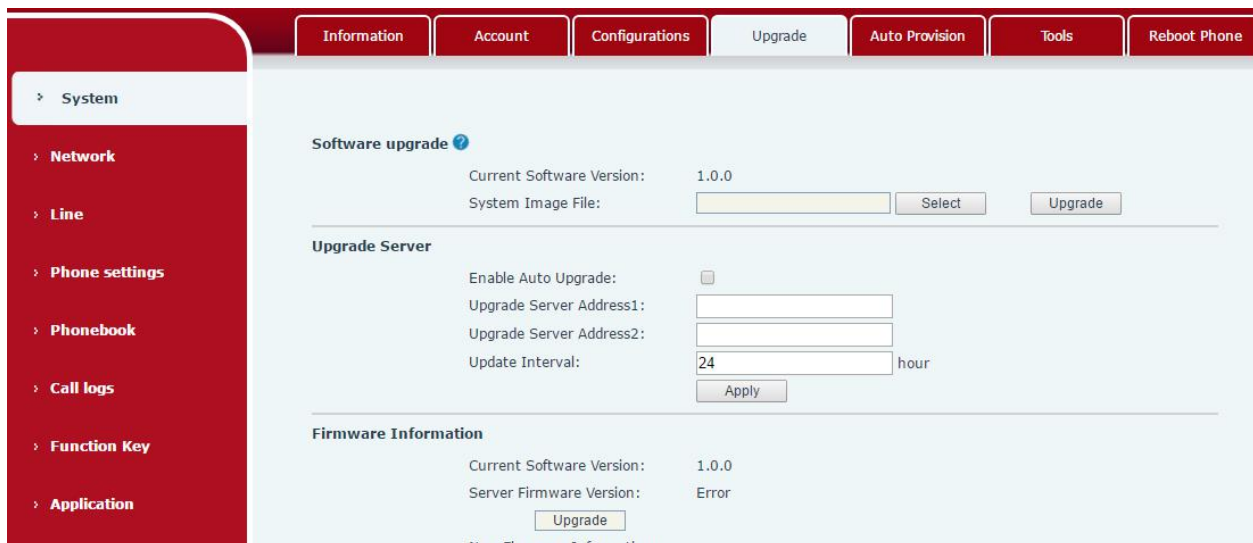 Information Account Configurations Upgrade Auto Provision Tools Reboot Phone
System
Network
Line
Phone settings
Phonebook
Call logs
Function Key
Application
Software upgrade ?
Current Software Version: 1.0.0
System Image File: Select Upgrade
Upgrade Server
Enable Auto Upgrade:
Upgrade Server Address1:
Upgrade Server Address2:
Update Interval: 24 hour
Apply
Firmware Information
Current Software Version: 1.0.0
Server Firmware Version: Error
Upgrade